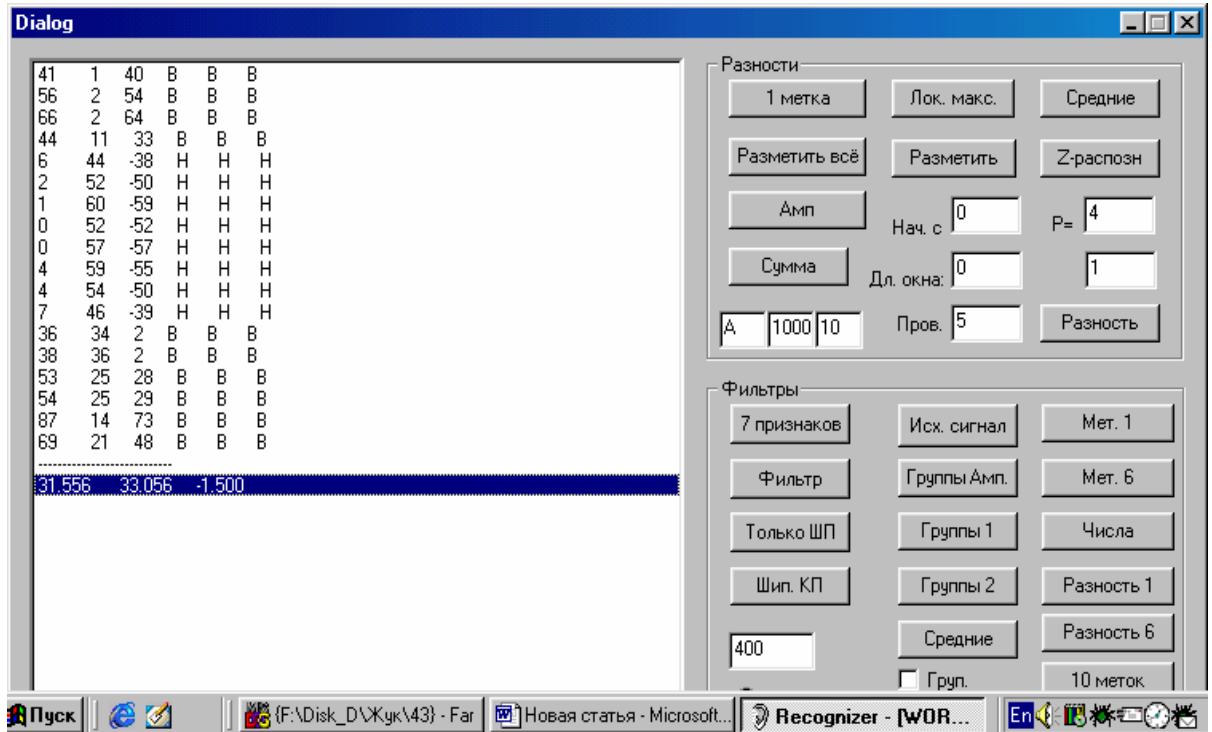 Dialog
41 1 40 В В В
56 2 54 В В В
66 2 64 В В В
44 11 33 В В В
6 44 -38 Н Н Н
2 52 -50 Н Н Н
1 60 -59 Н Н Н
0 52 -52 Н Н Н
0 57 -57 Н Н Н
4 59 -55 Н Н Н
4 54 -50 Н Н Н
7 46 -39 Н Н Н
36 34 2 В В В
38 36 2 В В В
53 25 28 В В В
54 25 29 В В В
87 14 73 В В В
69 21 48 В В В
---------------------------
31.556 33.056 -1.500
Разности
1 метка Лок. макс. Средние
Разметить всё Разметить Z-распозн
Амп Нач. с 0 P= 4
Сумма Дл. окна: 0 1
А 1000 10 Пров. 5 Разность
Фильтры
7 признаков Исх. сигнал Мет. 1
Фильтр Группы Амп. Мет. 6
Только ШП Группы 1 Числа
Шип. КП Группы 2 Разность 1
400 Средние Разность 6
Груп. 10 меток
Пуск {F:\Disk_D\Жук\43} - Far Новая статья - Microsoft... Recognizer - [WOR... En